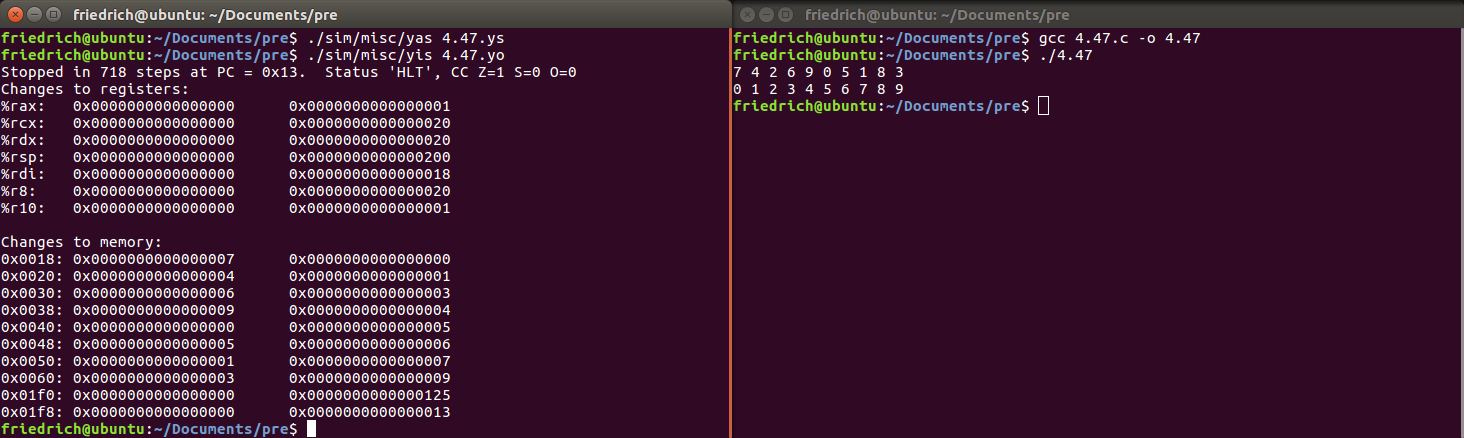 friedrich@ubuntu: ~/Documents/pre
friedrich@ubuntu:~/Documents/pre$ ./sim/misc/yas 4.47.ys
friedrich@ubuntu:~/Documents/pre$ ./sim/misc/yis 4.47.yo
Stopped in 718 steps at PC = 0x13.  Status 'HLT', CC Z=1 S=0 O=0
Changes to registers:
%rax:   0x0000000000000000      0x0000000000000001
%rcx:   0x0000000000000000      0x0000000000000020
%rdx:   0x0000000000000000      0x0000000000000020
%rsp:   0x0000000000000000      0x0000000000000200
%rdi:   0x0000000000000000      0x0000000000000018
%r8:    0x0000000000000000      0x0000000000000020
%r10:   0x0000000000000000      0x0000000000000001
Changes to memory:
0x0018: 0x0000000000000007      0x0000000000000000
0x0020: 0x0000000000000004      0x0000000000000001
0x0030: 0x0000000000000006      0x0000000000000003
0x0038: 0x0000000000000009      0x0000000000000004
0x0040: 0x0000000000000000      0x0000000000000005
0x0048: 0x0000000000000005      0x0000000000000006
0x0050: 0x0000000000000001      0x0000000000000007
0x0060: 0x0000000000000003      0x0000000000000009
0x01f0: 0x0000000000000000      0x0000000000000125
0x01f8: 0x0000000000000000      0x0000000000000013
friedrich@ubuntu:~/Documents/pre$
friedrich@ubuntu: ~/Documents/pre
friedrich@ubuntu:~/Documents/pre$ gcc 4.47.c -o 4.47
friedrich@ubuntu:~/Documents/pre$ ./4.47
7 4 2 6 9 0 5 1 8 3
0 1 2 3 4 5 6 7 8 9
friedrich@ubuntu:~/Documents/pre$